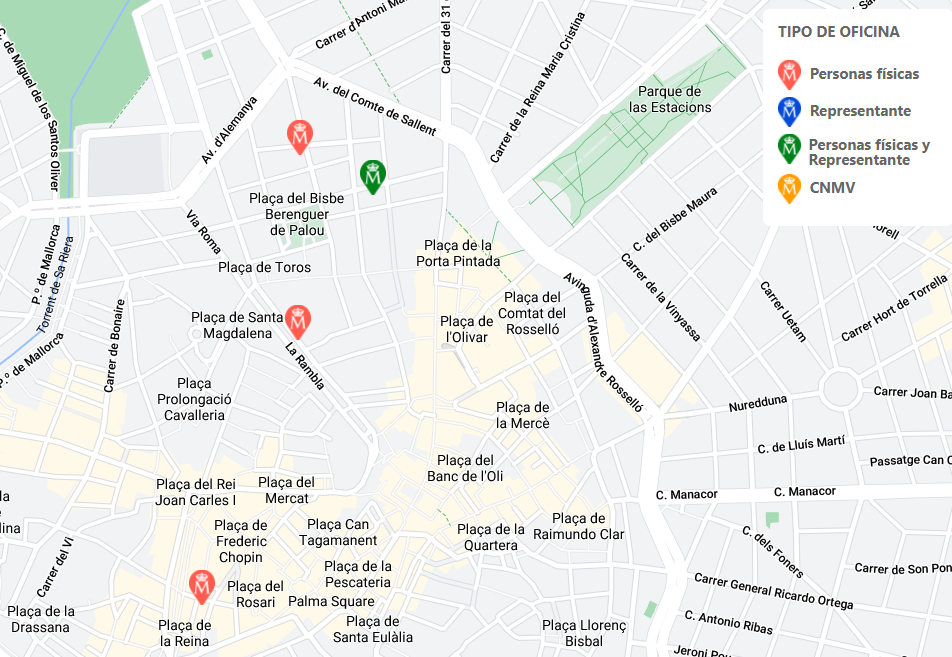 Carrer d'Antoni Ma
Carrer del 31 d
Carrer de la Reina Maria Cristina
C. de Miguel de los Santos Oliver
Av. del Comte de Sallent
Av. d'Alemanya
Parque de
las Estacions
TIPO DE OFICINA
Personas físicas
Representante
Personas físicas y
Representante
CNMV
Plaça del Bisbe
Berenguer
de Palou
Via Roma
Plaça de Toros
P.º de Mallorca
Torrent de Sa Riera
P.º de Mallorca
Carrer de Bonaire
Plaça de la
Porta Pintada
C. del Bisbe Maura
Carrer de la Vinyassa
Carrer Uetam
Carrer Hort de Torrella
Avinguda d'Alexandre Rosselló
Plaça del
Comtat del
Rosselló
Plaça de
l'Olivar
Plaça de Santa
Magdalena
La Rambla
Plaça
Prolongació
Cavalleria
Plaça de
la Mercè
Nuredduna
Carrer Joan Ba
C. de Lluís Martí
Passatge Can C
Plaça del
Banc de l'Oli
C. Manacor
C. Manacor
Plaça del Rei
Joan Carles I
Plaça del
Mercat
Plaça de
Frederic
Chopin
Plaça Can
Tagamanent
Plaça de la
Quartera
Plaça de
Raimundo Clar
C. dels Foners
Carrer de Son Pon
Carrer del Ví
Plaça de la
Pescateria
Plaça del
Rosari
Palma Square
Carrer General Ricardo Ortega
C. Antonio Ribas
Plaça de la
Drassana
Plaça de
la Reina
Plaça de
Santa Eulàlia
Plaça Llorenç
Bisbal